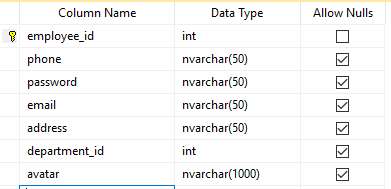 Column Name Data Type Allow Nulls
employee_id int
phone nvarchar(50)
password nvarchar(50)
email nvarchar(50)
address nvarchar(50)
department_id int
avatar nvarchar(1000)